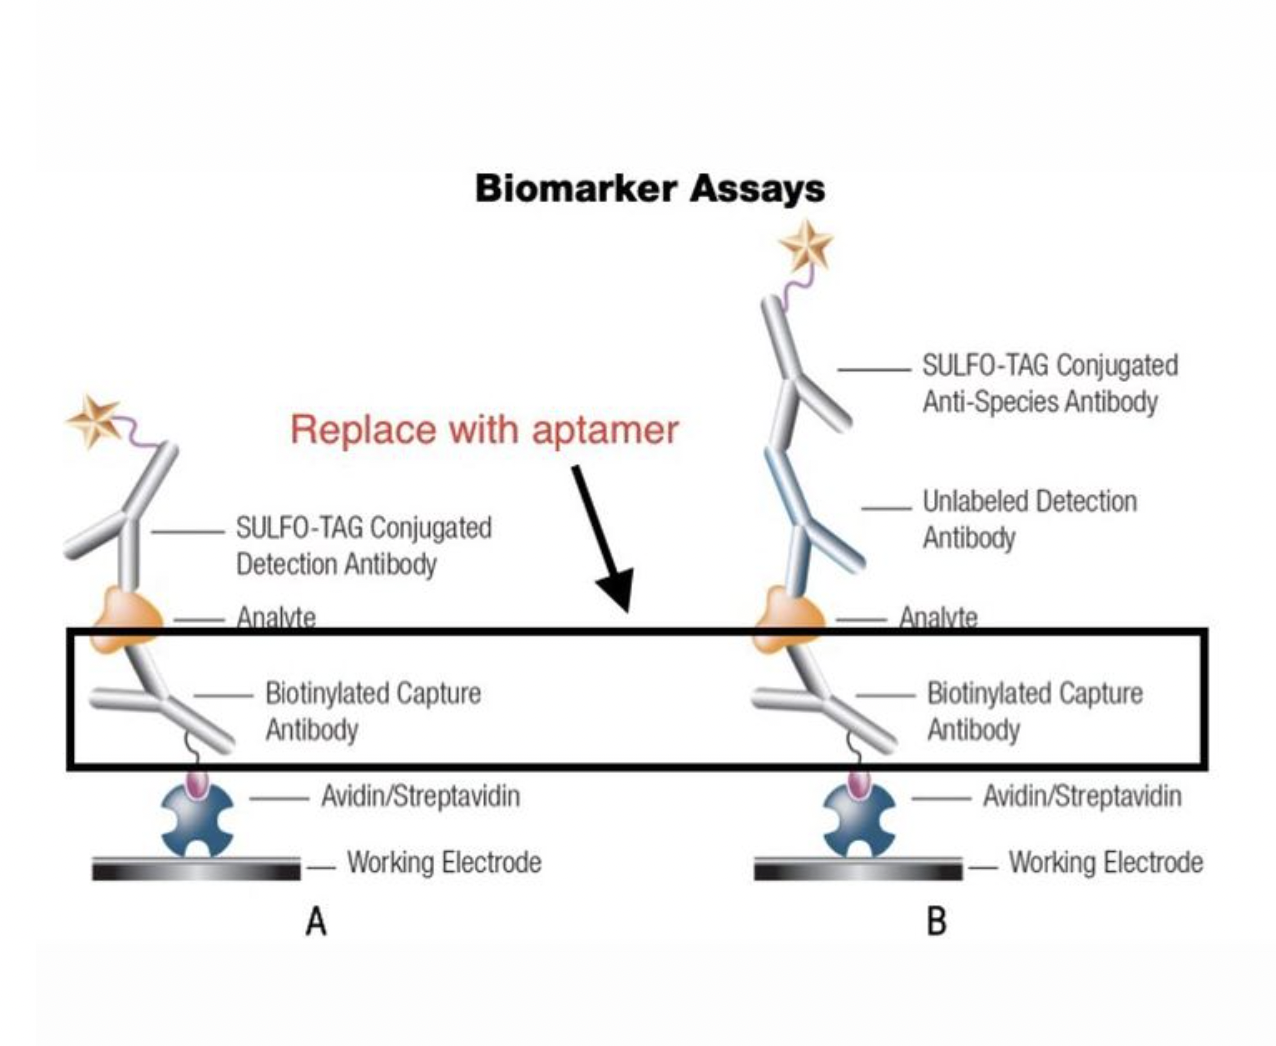 Biomarker Assays
SULFO-TAG Conjugated
Anti-Species Antibody
Replace with aptamer
Unlabeled Detection
Antibody
SULFO-TAG Conjugated
Detection Antibody
Analyte
Analyte
Biotinylated Capture
Antibody
Biotinylated Capture
Antibody
Avidin/Streptavidin
Avidin/Streptavidin
Working Electrode
Working Electrode
A
B